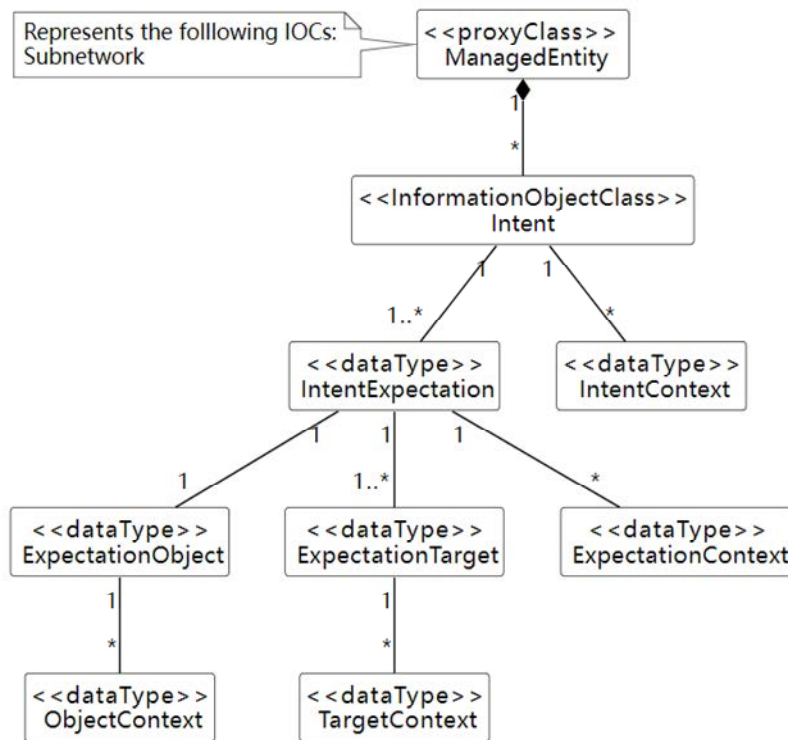 Represents the folllowing IOCs:
Subnetwork
<<proxyClass>>
ManagedEntity
1
*
<<InformationObjectClass>>
Intent
1
1
1..*
*
<<dataType>>
IntentExpectation
<<dataType>>
IntentContext
1
1
1
1
1..*
*
<<dataType>>
ExpectationObject
<<dataType>>
ExpectationTarget
<<dataType>>
ExpectationContext
1
1
*
*
<<dataType>>
ObjectContext
<<dataType>>
TargetContext